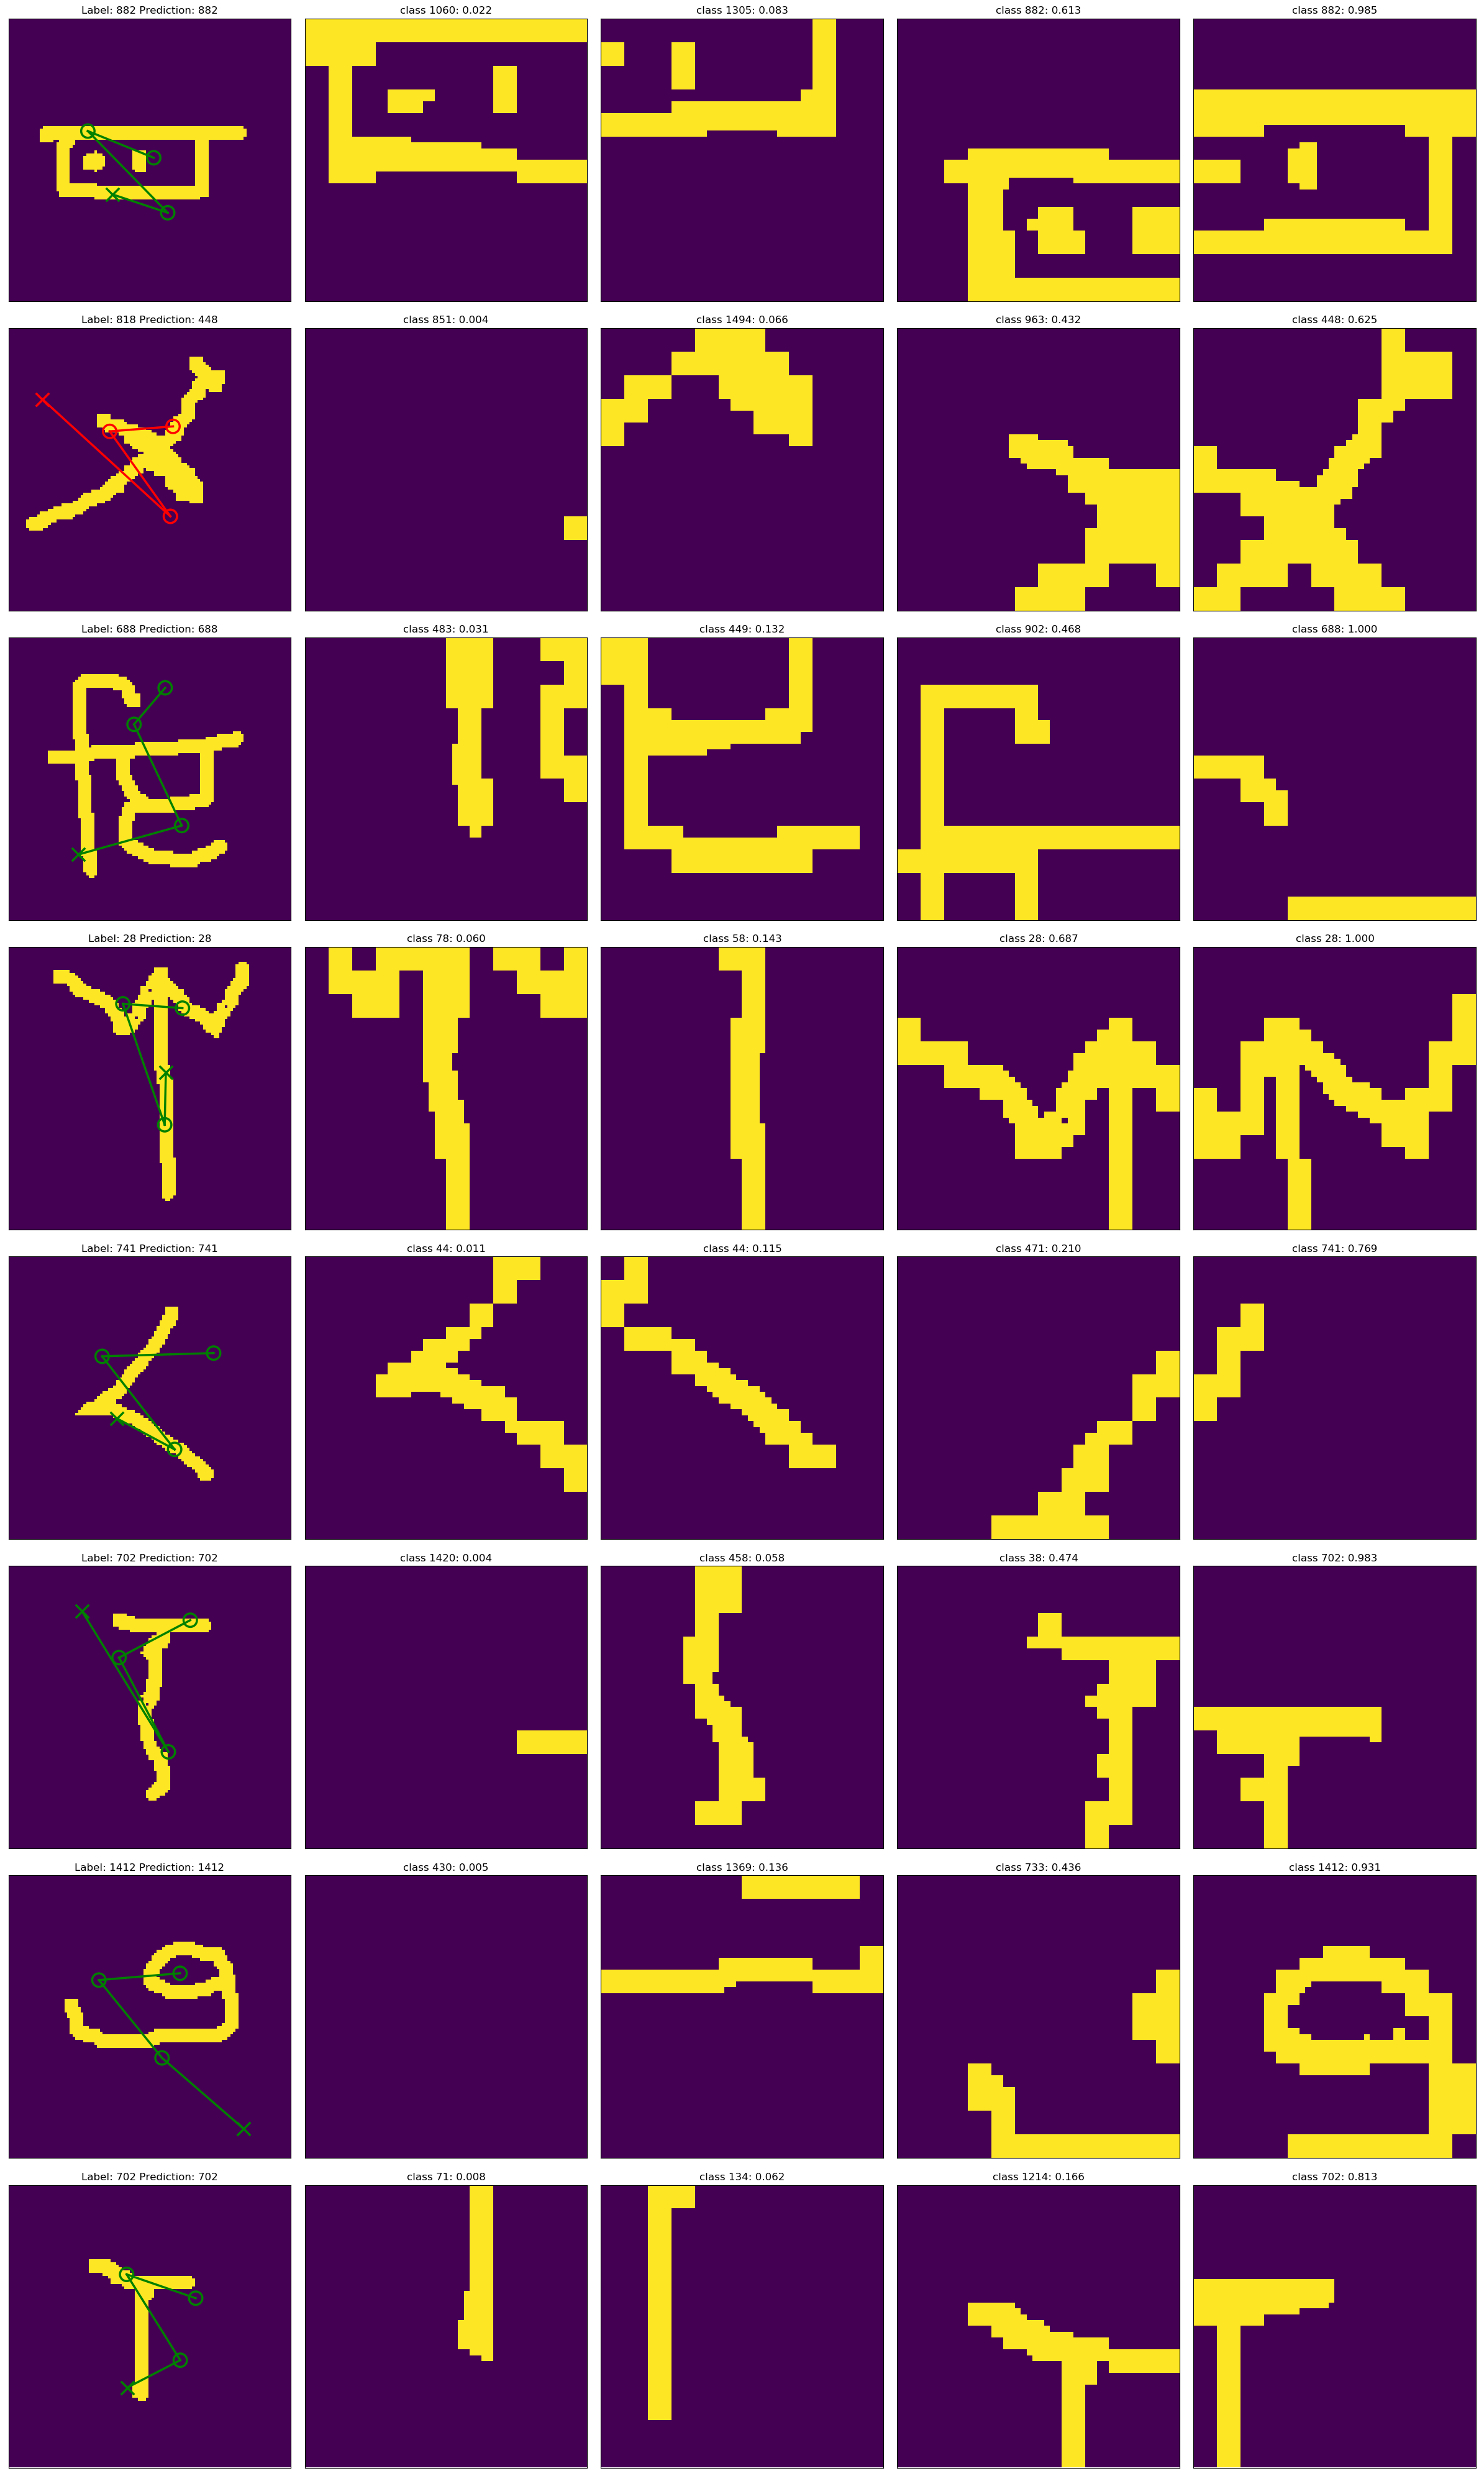 Label: 882 Prediction: 882 class 1060: 0.022 class 1305: 0.083 class 882: 0.613 class 882: 0.985
Label: 818 Prediction: 448 class 851: 0.004 class 1494: 0.066 class 963: 0.432 class 448: 0.625
Label: 688 Prediction: 688 class 483: 0.031 class 449: 0.132 class 902: 0.468 class 688: 1.000
Label: 28 Prediction: 28 class 78: 0.060 class 58: 0.143 class 28: 0.687 class 28: 1.000
Label: 741 Prediction: 741 class 44: 0.011 class 44: 0.115 class 471: 0.210 class 741: 0.769
Label: 702 Prediction: 702 class 1420: 0.004 class 458: 0.058 class 38: 0.474 class 702: 0.983
Label: 1412 Prediction: 1412 class 430: 0.005 class 1369: 0.136 class 733: 0.436 class 1412: 0.931
Label: 702 Prediction: 702 class 71: 0.008 class 134: 0.062 class 1214: 0.166 class 702: 0.813